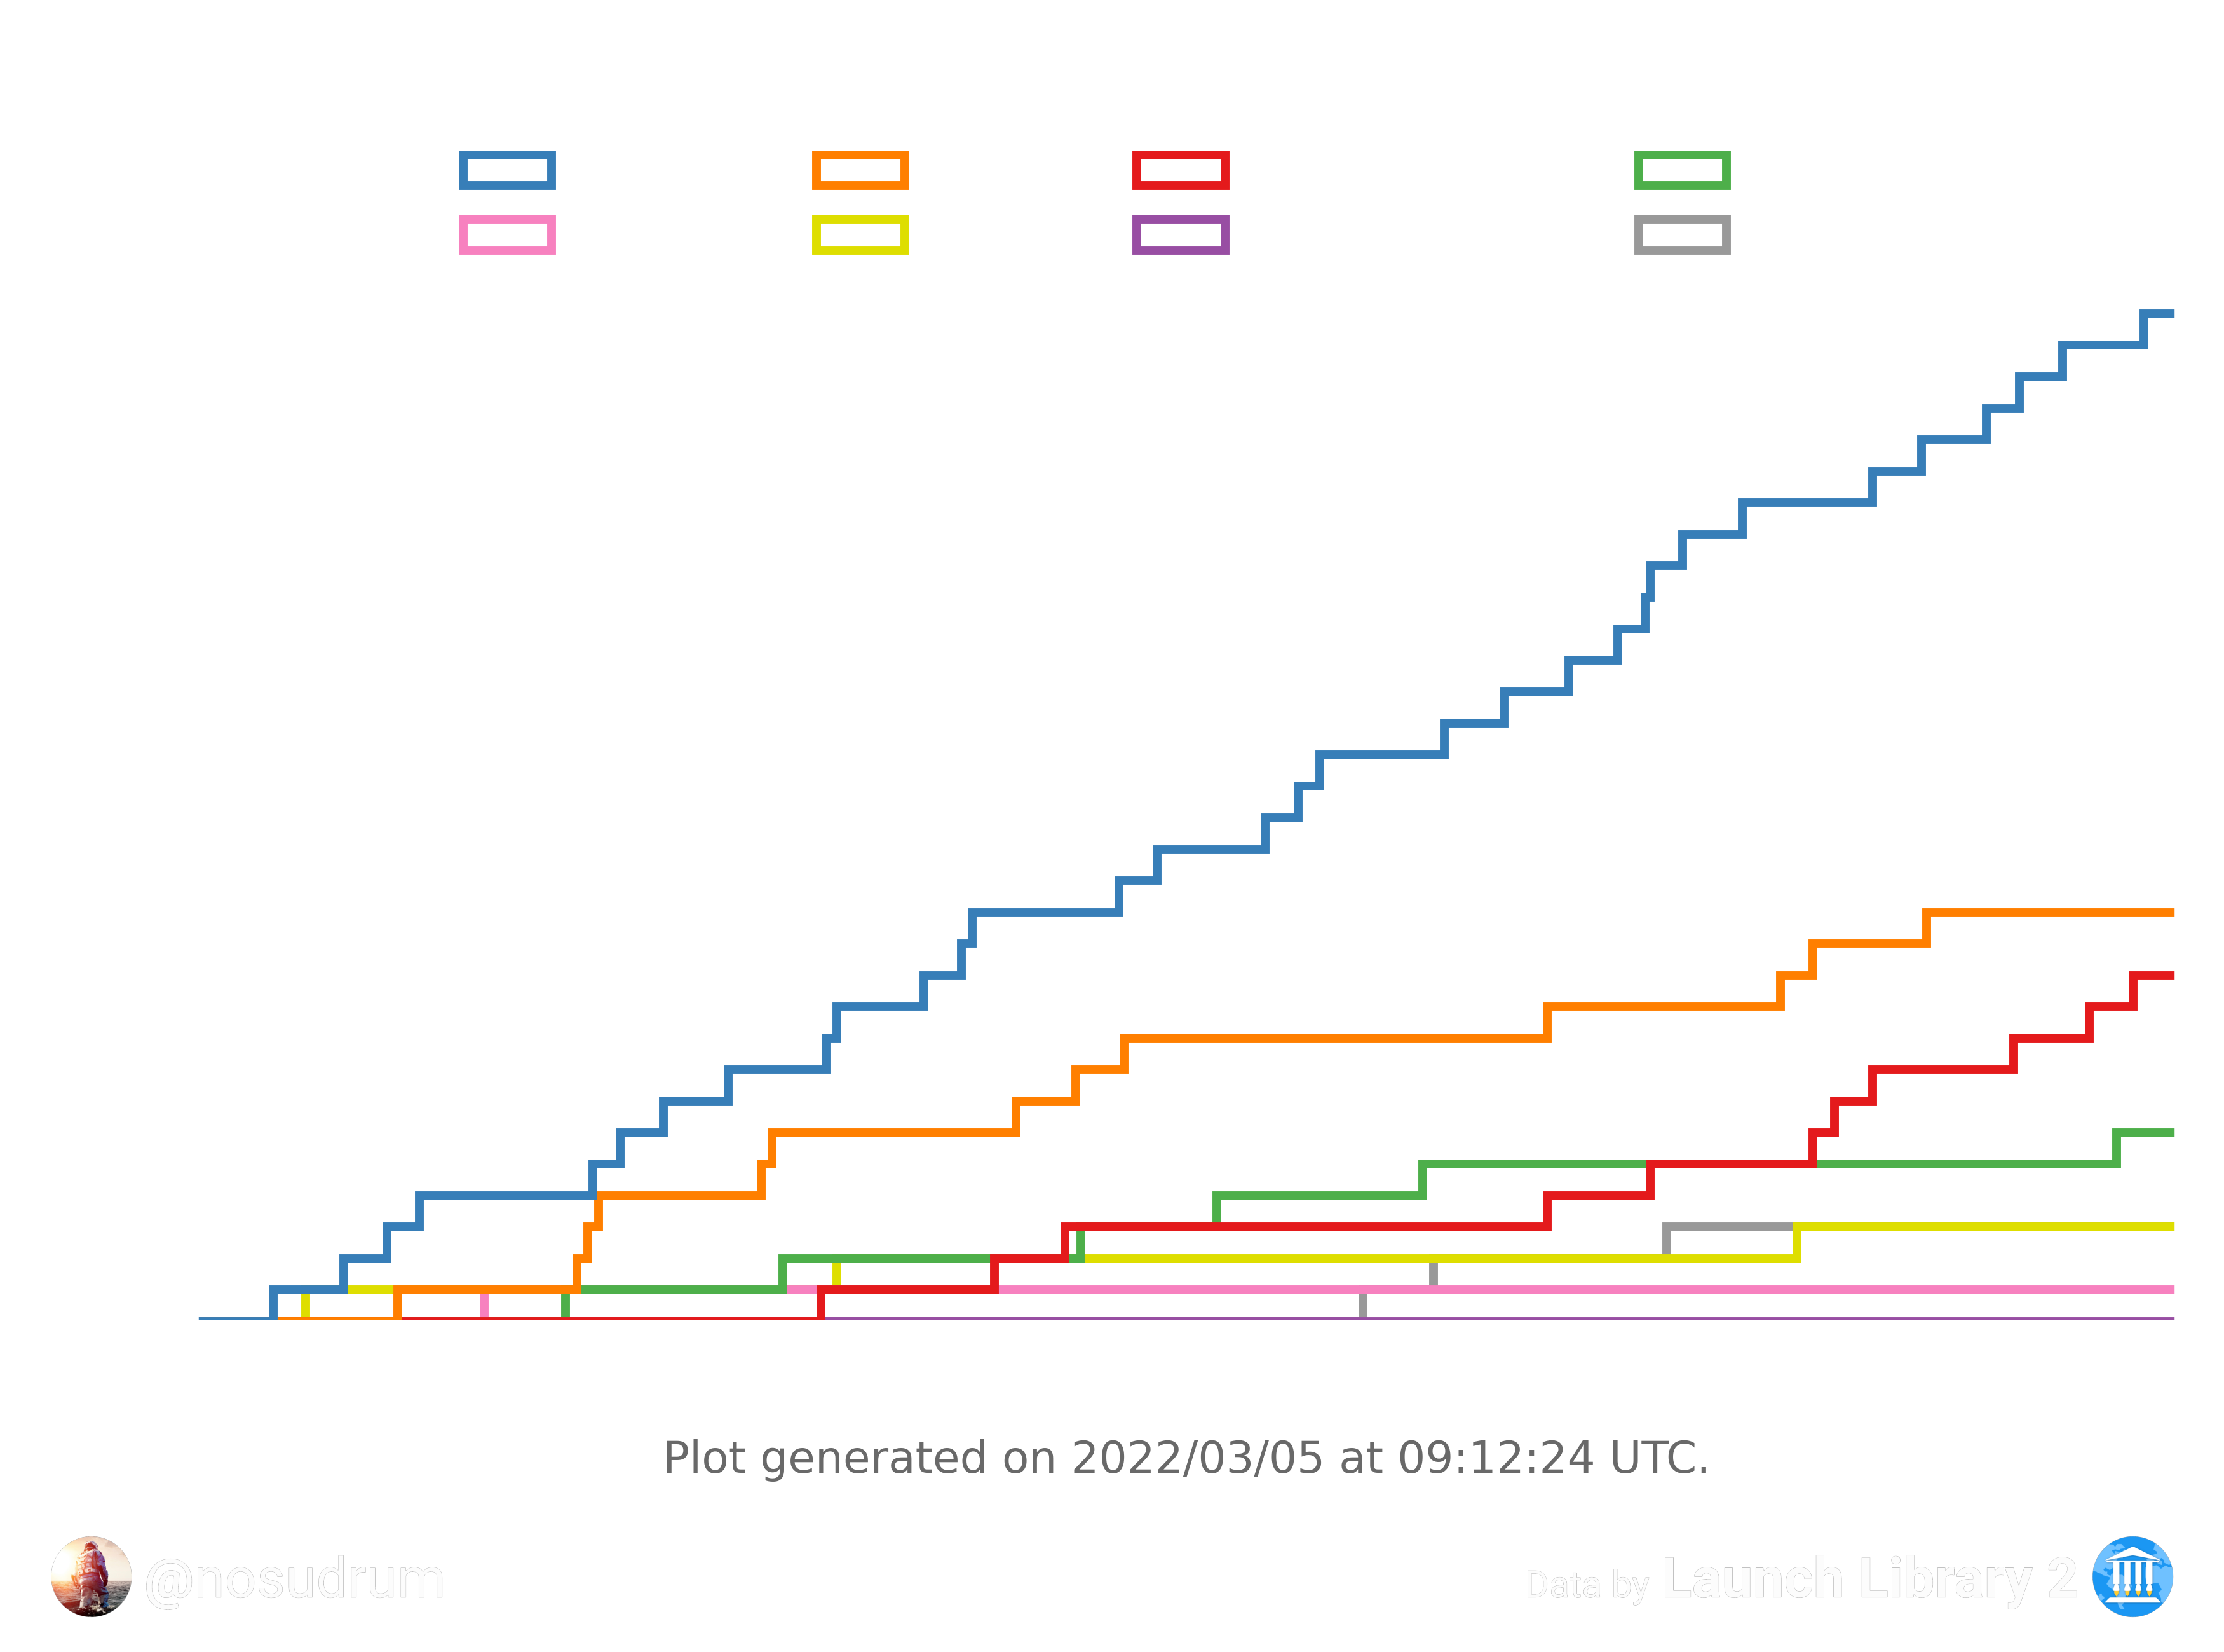 Plot generated on 2022/03/05 at 09:12:24 UTC.
@nosudrum
Data by Launch Library 2